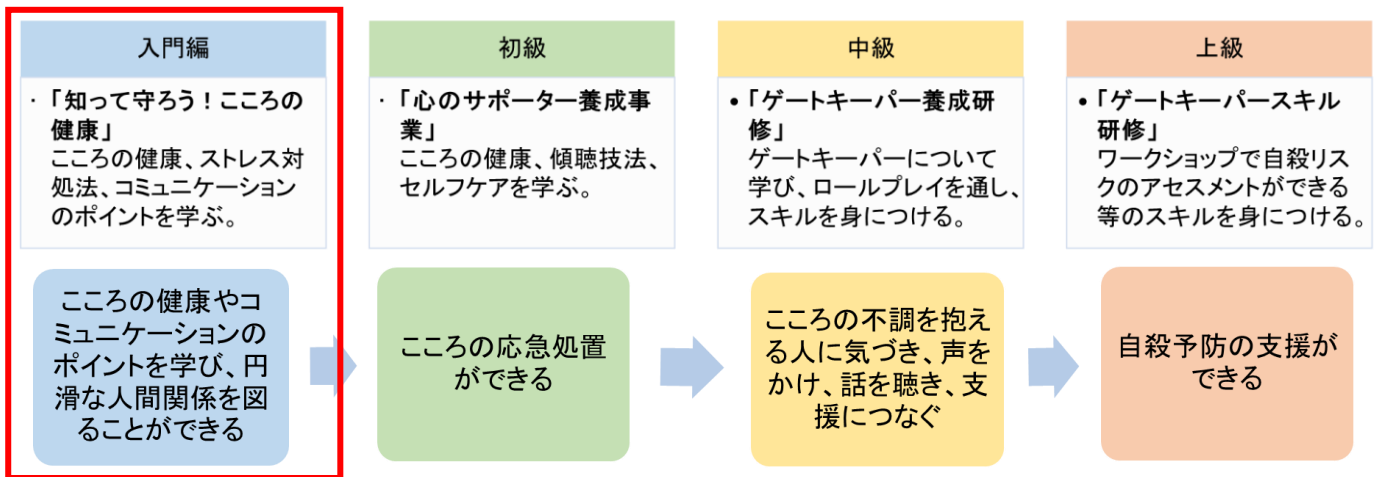 入門編
・「知って守ろう！こころの
健康」
こころの健康、ストレス対
処法、コミュニケーション
のポイントを学ぶ。
こころの健康やコ
ミュニケーションの
ポイントを学び、円
滑な人間関係を図
ることができる
初級
・「心のサポーター養成事
業」
こころの健康、傾聴技法、
セルフケアを学ぶ。
こころの応急処置
ができる
中級
•「ゲートキーパー養成研
修」
ゲートキーパーについて
学び、ロールプレイを通し、
スキルを身につける。
こころの不調を抱え
る人に気づき、声を
かけ、話を聴き、支
援につなぐ
上級
•「ゲートキーパースキル
研修」
ワークショップで自殺リス
クのアセスメントができる
等のスキルを身につける。
自殺予防の支援が
できる